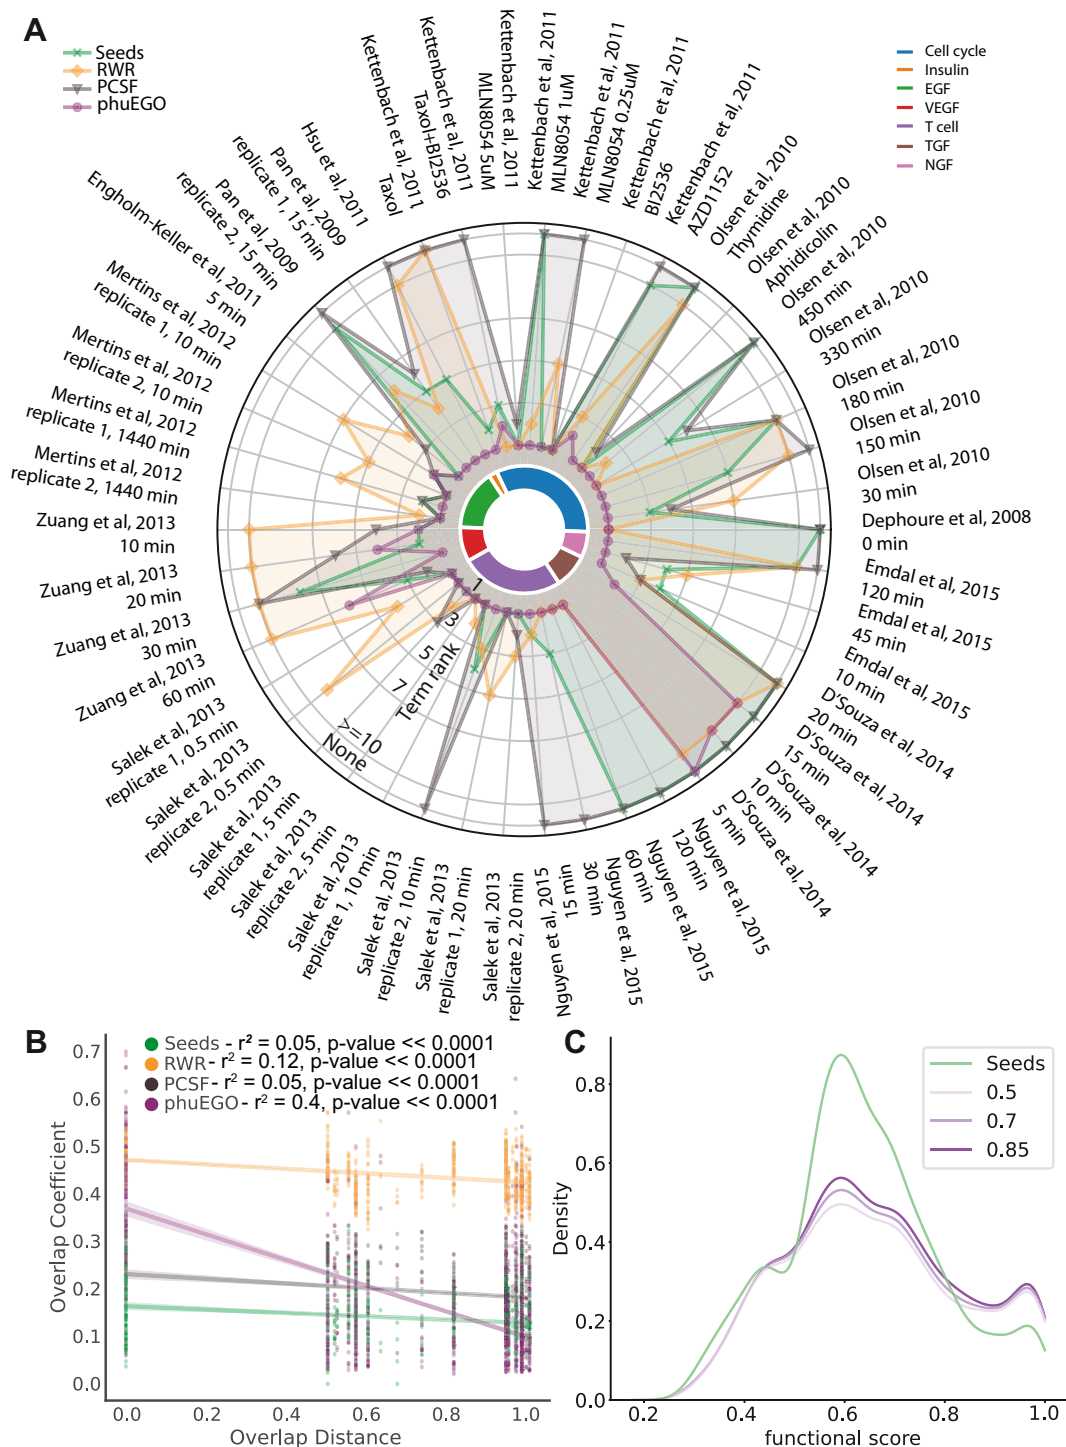 A
Seeds
RWR
PCSF
phuEGO
Cell cycle
Insulin
EGF
VEGF
T cell
TGF
NGF
Kettenbach et al, 2011
Taxol
Kettenbach et al, 2011
Taxol+BI2536
Kettenbach et al, 2011
MLN8054 5uM
Kettenbach et al, 2011
MLN8054 1uM
Kettenbach et al, 2011
MLN8054 0.25uM
Kettenbach et al, 2011
BI2536
Kettenbach et al, 2011
AZD1152
Olsen et al, 2010
Thymidine
Olsen et al, 2010
Aphidicolin
Olsen et al, 2010
450 min
Olsen et al, 2010
330 min
Olsen et al, 2010
180 min
Olsen et al, 2010
150 min
Olsen et al, 2010
30 min
Dephoure et al, 2008
0 min
Emdal et al, 2015
120 min
Emdal et al, 2015
45 min
Emdal et al, 2015
10 min
D'Souza et al, 2014
20 min
D'Souza et al, 2014
15 min
D'Souza et al, 2014
10 min
D'Souza et al, 2014
5 min
Nguyen et al, 2015
120 min
Nguyen et al, 2015
60 min
Nguyen et al, 2015
30 min
Nguyen et al, 2015
15 min
Salek et al, 2013
replicate 2, 20 min
Salek et al, 2013
replicate 1, 20 min
Salek et al, 2013
replicate 2, 10 min
Salek et al, 2013
replicate 1, 10 min
Salek et al, 2013
replicate 2, 5 min
Salek et al, 2013
replicate 1, 5 min
Salek et al, 2013
replicate 2, 0.5 min
Salek et al, 2013
replicate 1, 0.5 min
Zuang et al, 2013
60 min
Zuang et al, 2013
30 min
Zuang et al, 2013
20 min
Zuang et al, 2013
10 min
Mertins et al, 2012
replicate 2, 1440 min
Mertins et al, 2012
replicate 1, 1440 min
Mertins et al, 2012
replicate 2, 10 min
Mertins et al, 2012
replicate 1, 10 min
Engholm-Keller et al, 2011
5 min
Pan et al, 2009
replicate 2, 15 min
Pan et al, 2009
replicate 1, 15 min
Hsu et al, 2011
1
3
5
7
>=10
None
Term rank
B
Seeds - r² = 0.05, p-value << 0.0001
RWR - r² = 0.12, p-value << 0.0001
PCSF - r² = 0.05, p-value << 0.0001
phuEGO - r² = 0.4, p-value << 0.0001
0.7
0.6
0.5
0.4
0.3
0.2
0.1
0.0
Overlap Coefficient
0.0 0.2 0.4 0.6 0.8 1.0
Overlap Distance
C
Seeds
0.5
0.7
0.85
0.8
0.6
0.4
0.2
0.0
Density
0.2 0.4 0.6 0.8 1.0
functional score